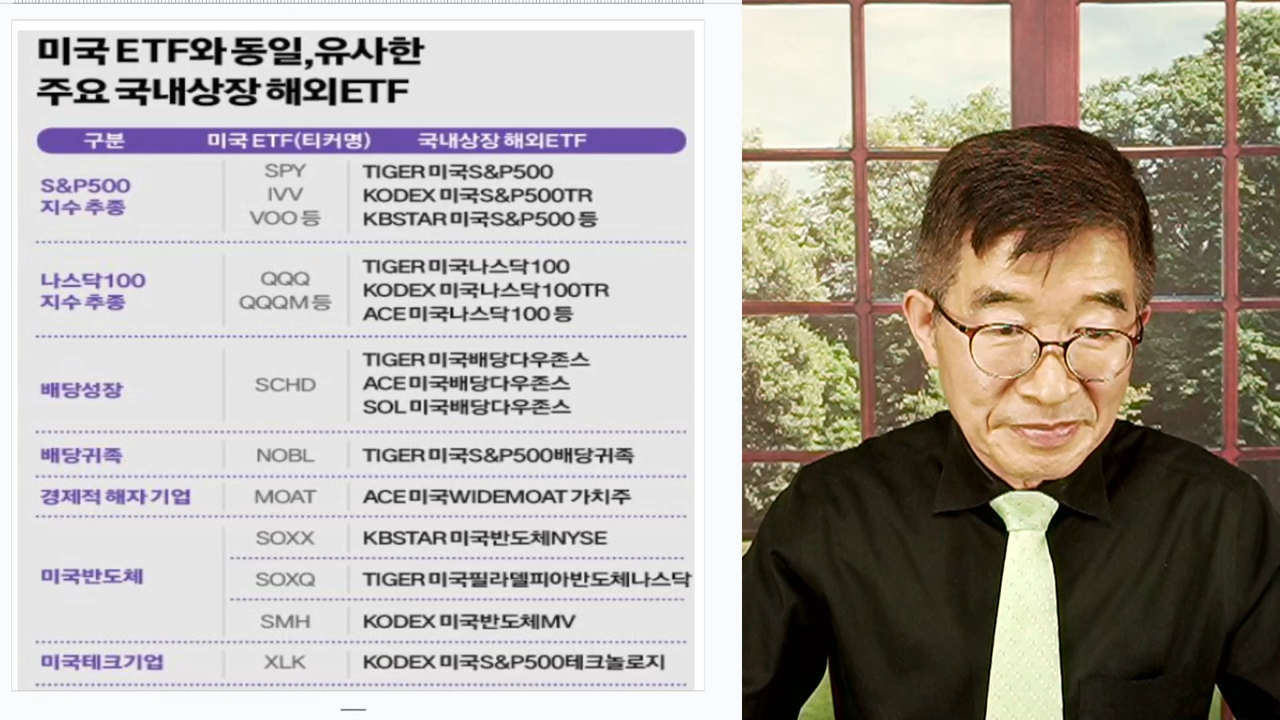 미국 ETF와 동일,유사한
주요 국내상장 해외ETF
구분 미국 ETF(티커명) 국내상장 해외ETF
S&P500
지수 추종
SPY
IVV
VOO 등
TIGER 미국S&P500
KODEX 미국S&P500TR
KBSTAR 미국S&P500 등
나스닥100
지수 추종
QQQ
QQQM 등
TIGER 미국나스닥100
KODEX 미국나스닥100TR
ACE 미국나스닥100 등
배당성장
SCHD
TIGER 미국배당다우존스
ACE 미국배당다우존스
SOL 미국배당다우존스
배당귀족 NOBL TIGER 미국S&P500배당귀족
경제적 해자 기업 MOAT ACE 미국WIDEMOAT 가치주
미국반도체
SOXX KBSTAR 미국반도체NYSE
SOXQ TIGER 미국필라델피아반도체나스닥
SMH KODEX 미국반도체MV
미국테크기업 XLK KODEX 미국S&P500테크놀로지